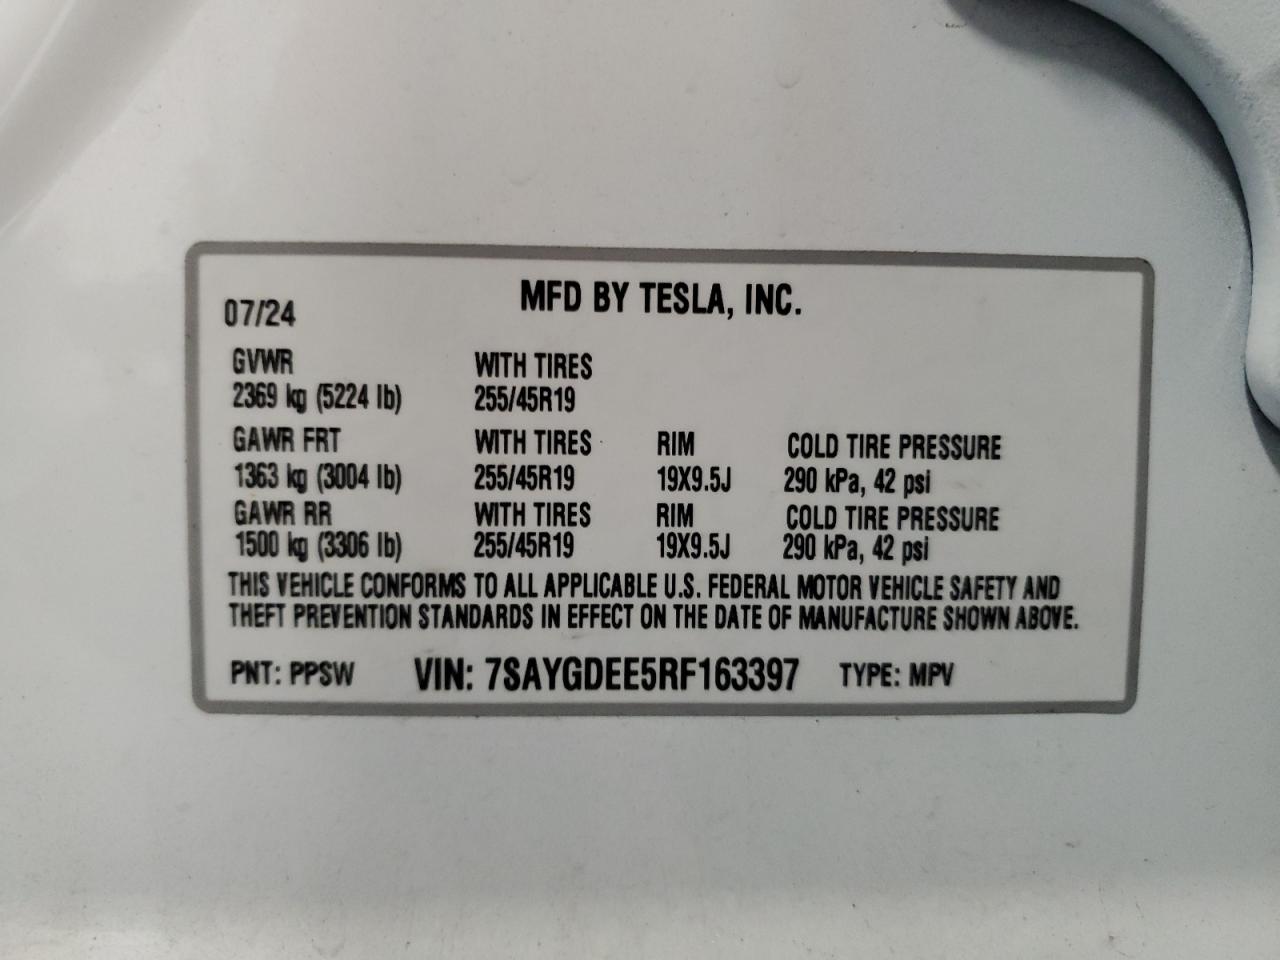 MFD BY TESLA, INC.
07/24
GVWR WITH TIRES
2369 kg (5224 lb) 255/45R19
GAWR FRT WITH TIRES RIM COLD TIRE PRESSURE
1363 kg (3004 lb) 255/45R19 19X9.5J 290 kPa, 42 psi
GAWR RR WITH TIRES RIM COLD TIRE PRESSURE
1500 kg (3306 lb) 255/45R19 19X9.5J 290 kPa, 42 psi
THIS VEHICLE CONFORMS TO ALL APPLICABLE U.S. FEDERAL MOTOR VEHICLE SAFETY AND
THEFT PREVENTION STANDARDS IN EFFECT ON THE DATE OF MANUFACTURE SHOWN ABOVE.
PNT: PPSW VIN: 7SAYGDEE5RF163397 TYPE: MPV